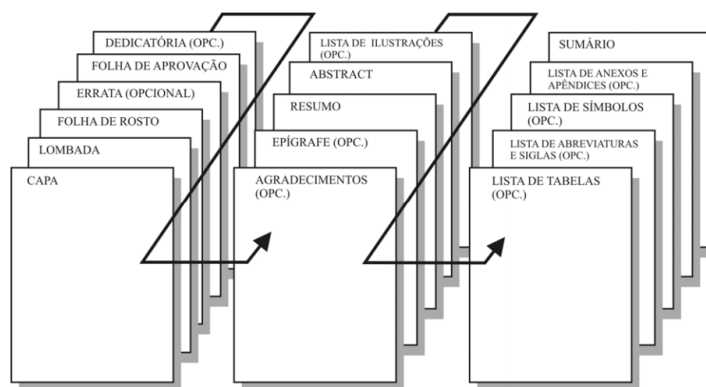 CAPA
LOMBADA
FOLHA DE ROSTO
ERRATA (OPCIONAL)
FOLHA DE APROVAÇÃO
DEDICATÓRIA (OPC.)
AGRADECIMENTOS
(OPC.)
EPÍGRAFE (OPC.)
RESUMO
ABSTRACT
LISTA DE ILUSTRAÇÕES
(OPC.)
LISTA DE TABELAS
(OPC.)
LISTA DE ABREVIATURAS
E SIGLAS (OPC.)
LISTA DE SÍMBOLOS
(OPC.)
LISTA DE ANEXOS E
APÊNDICES (OPC.)
SUMÁRIO